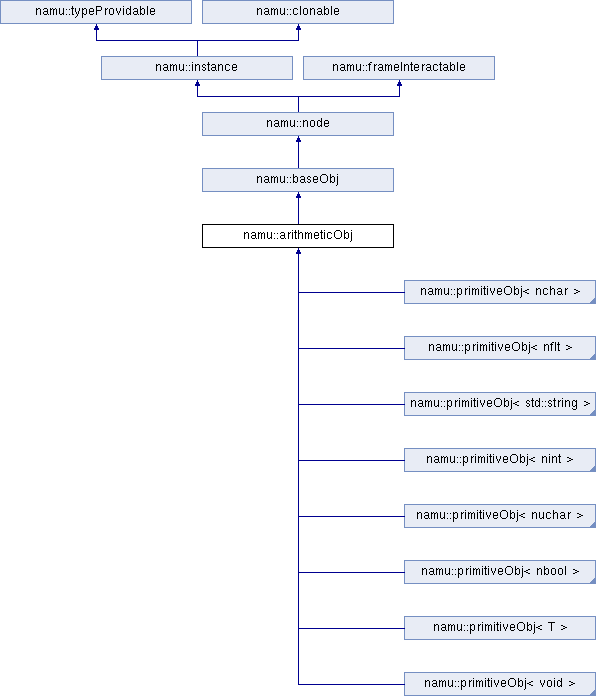 namu::typeProvidable
namu::clonable
namu::instance
namu::frameInteractable
namu::node
namu::baseObj
namu::arithmeticObj
namu::primitiveObj< nchar >
namu::primitiveObj< nflt >
namu::primitiveObj< std::string >
namu::primitiveObj< nint >
namu::primitiveObj< nuchar >
namu::primitiveObj< nbool >
namu::primitiveObj< T >
namu::primitiveObj< void >